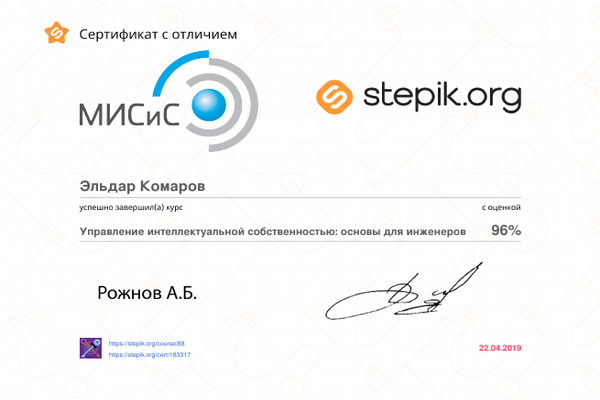 Сертификат с отличием
МИСиС
stepik.org
Эльдар Комаров
успешно завершил(а) курс с оценкой
Управление интеллектуальной собственностью: основы для инженеров 96%
Рожнов А.Б.
https://stepik.org/course/88
https://stepik.org/cert/183317
22.04.2019